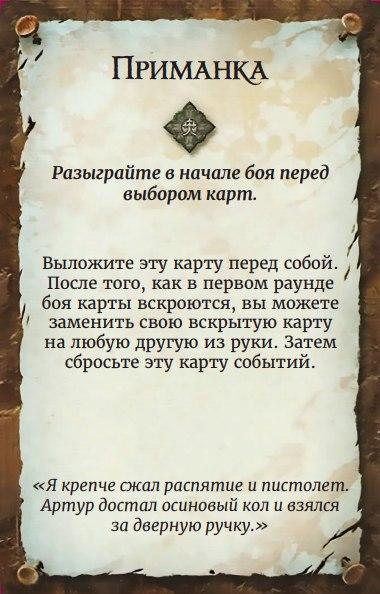 Приманка
Разыграйте в начале боя перед
выбором карт.
Выложите эту карту перед собой.
После того, как в первом раунде
боя карты вскроются, вы можете
заменить свою вскрытую карту
на любую другую из руки. Затем
сбросьте эту карту событий.
«Я крепче сжал распятие и пистолет.
Артур достал осиновый кол и взялся
за дверную ручку.»